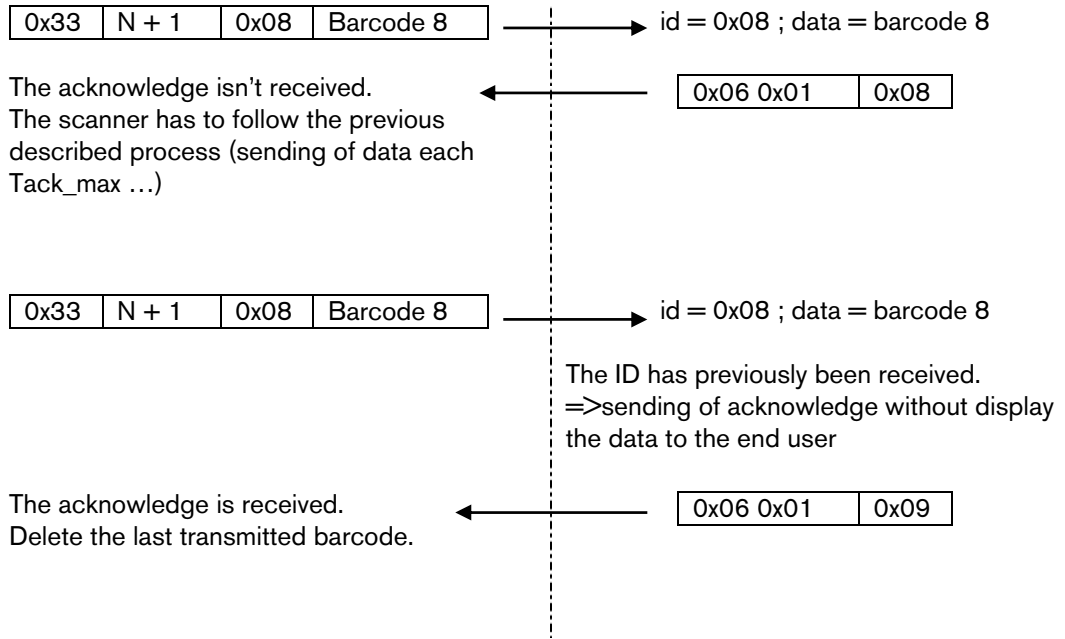 0x33 N + 1 0x08 Barcode 8 id = 0x08 ; data = barcode 8
The acknowledge isn't received.
0x06 0x01 0x08
The scanner has to follow the previous
described process (sending of data each
Tack_max …)
0x33 N + 1 0x08 Barcode 8 id = 0x08 ; data = barcode 8
The ID has previously been received.
=>sending of acknowledge without display
the data to the end user
The acknowledge is received.
0x06 0x01 0x09
Delete the last transmitted barcode.